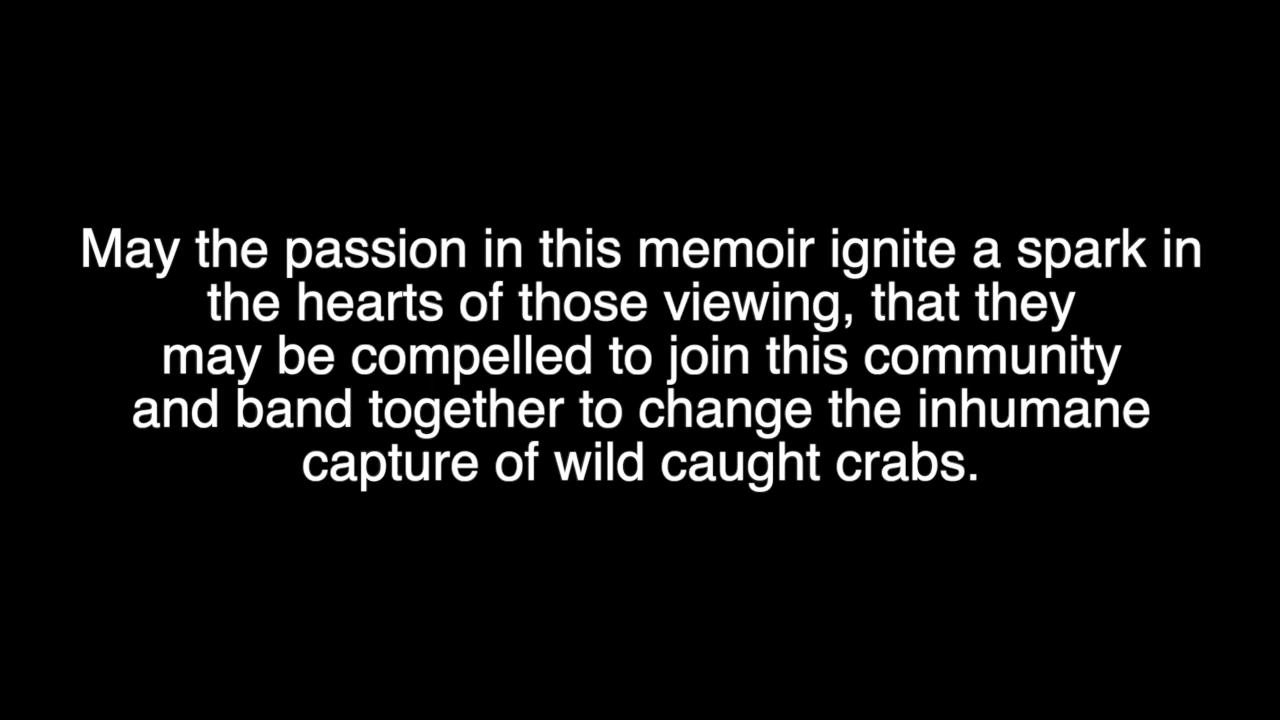 May the passion in this memoir ignite a spark in
the hearts of those viewing, that they
may be compelled to join this community
and band together to change the inhumane
capture of wild caught crabs.